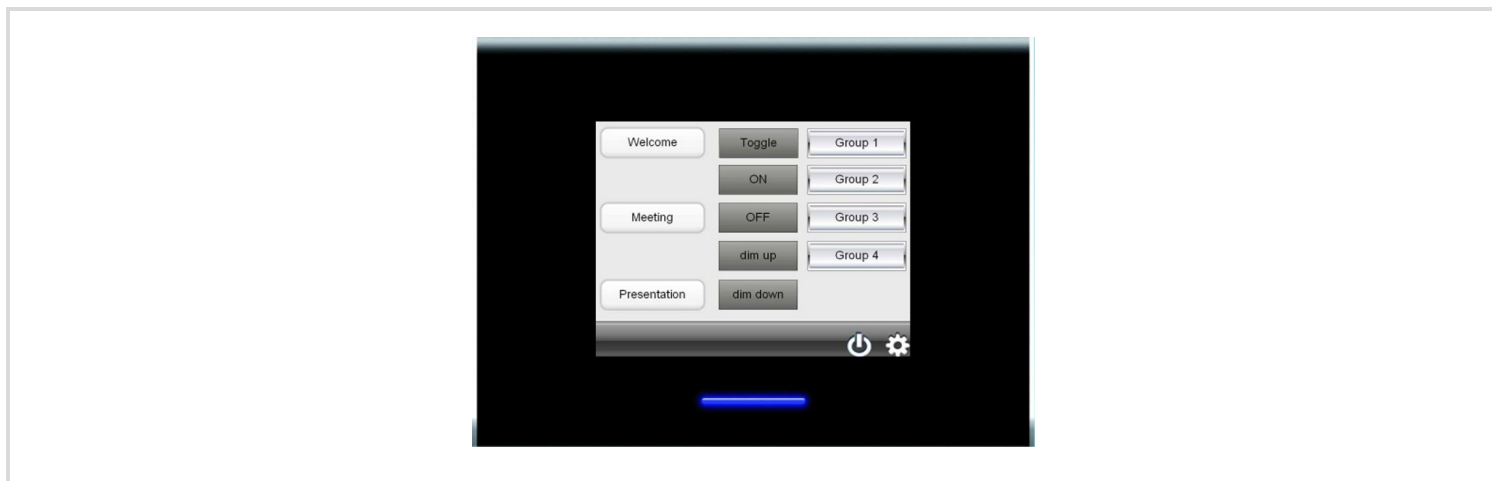 Welcome
Toggle
Group 1
ON
Group 2
Meeting
OFF
Group 3
dim up
Group 4
Presentation
dim down